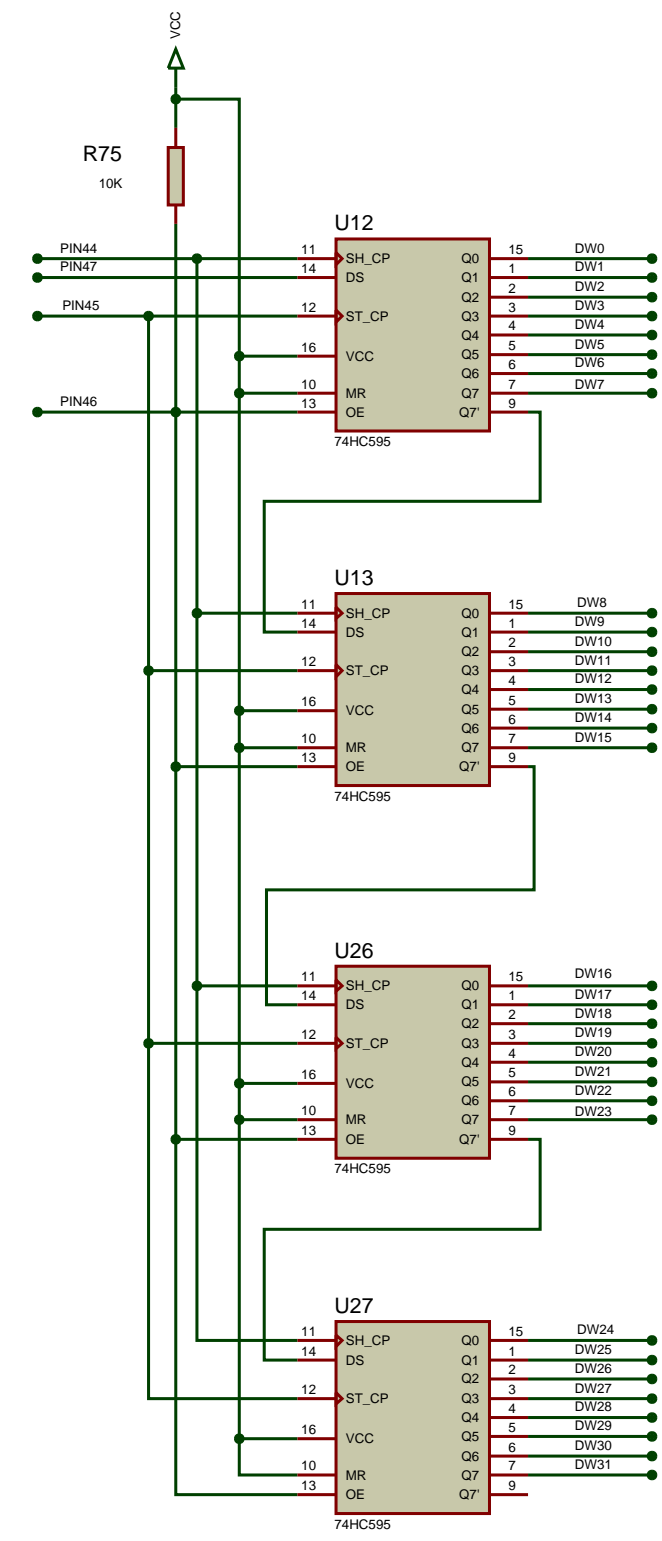 VCC
R75
10K
U12
PIN44 11 SH_CP Q0 15 DW0
PIN47 14 DS Q1 1 DW1
Q2 2 DW2
PIN45 12 ST_CP Q3 3 DW3
Q4 4 DW4
16 VCC Q5 5 DW5
Q6 6 DW6
10 MR Q7 7 DW7
PIN46 13 OE Q7' 9
74HC595
U13
11 SH_CP Q0 15 DW8
14 DS Q1 1 DW9
Q2 2 DW10
12 ST_CP Q3 3 DW11
Q4 4 DW12
16 VCC Q5 5 DW13
Q6 6 DW14
10 MR Q7 7 DW15
13 OE Q7' 9
74HC595
U26
11 SH_CP Q0 15 DW16
14 DS Q1 1 DW17
Q2 2 DW18
12 ST_CP Q3 3 DW19
Q4 4 DW20
16 VCC Q5 5 DW21
Q6 6 DW22
10 MR Q7 7 DW23
13 OE Q7' 9
74HC595
U27
11 SH_CP Q0 15 DW24
14 DS Q1 1 DW25
Q2 2 DW26
12 ST_CP Q3 3 DW27
Q4 4 DW28
16 VCC Q5 5 DW29
Q6 6 DW30
10 MR Q7 7 DW31
13 OE Q7' 9
74HC595